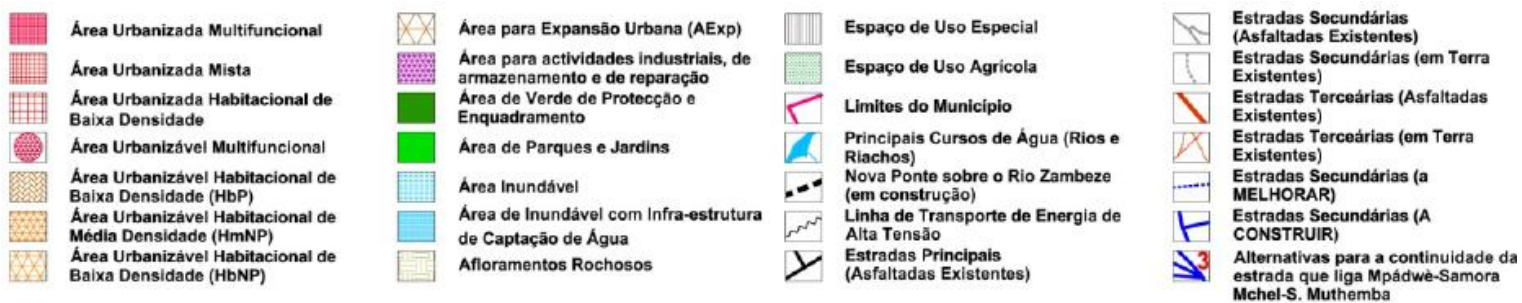 Área Urbanizada Multifuncional
Área Urbanizada Mista
Área Urbanizada Habitacional de
Baixa Densidade
Área Urbanizável Multifuncional
Área Urbanizável Habitacional de
Baixa Densidade (HbP)
Área Urbanizável Habitacional de
Média Densidade (HmNP)
Área Urbanizável Habitacional de
Baixa Densidade (HbNP)
Área para Expansão Urbana (AExp)
Área para actividades industriais, de
armazenamento e de reparação
Área de Verde de Protecção e
Enquadramento
Área de Parques e Jardins
Área Inundável
Área de Inundável com Infra-estrutura
de Captação de Água
Afloramentos Rochosos
Espaço de Uso Especial
Espaço de Uso Agrícola
Limites do Município
Principais Cursos de Água (Rios e
Riachos)
Nova Ponte sobre o Rio Zambeze
(em construção)
Linha de Transporte de Energia de
Alta Tensão
Estradas Principais
(Asfaltadas Existentes)
Estradas Secundárias
(Asfaltadas Existentes)
Estradas Secundárias (em Terra
Existentes)
Estradas Terceárias (Asfaltadas
Existentes)
Estradas Terceárias (em Terra
Existentes)
Estradas Secundárias (a
MELHORAR)
Estradas Secundárias (A
CONSTRUIR)
3
Alternativas para a continuidade da
estrada que liga Mpádwè-Samora
Mchel-S. Muthemba